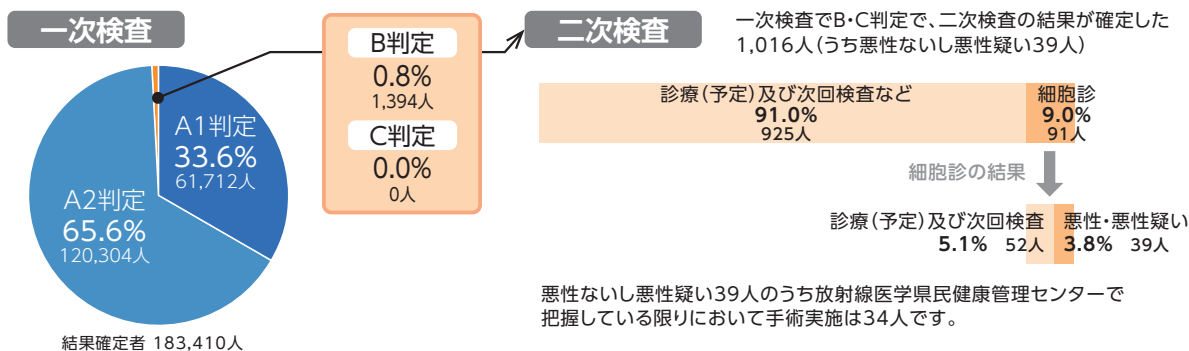 一次検査
A1判定
33.6%
61,712人
A2判定
65.6%
120,304人
結果確定者 183,410人
B判定
0.8%
1,394人
C判定
0.0%
0人
二次検査
一次検査でB・C判定で、二次検査の結果が確定した
1,016人(うち悪性ないし悪性疑い39人)
診療(予定)及び次回検査など
91.0%
925人
細胞診
9.0%
91人
細胞診の結果
診療(予定)及び次回検査
5.1% 52人
悪性・悪性疑い
3.8% 39人
悪性ないし悪性疑い39人のうち放射線医学県民健康管理センターで
把握している限りにおいて手術実施は34人です。